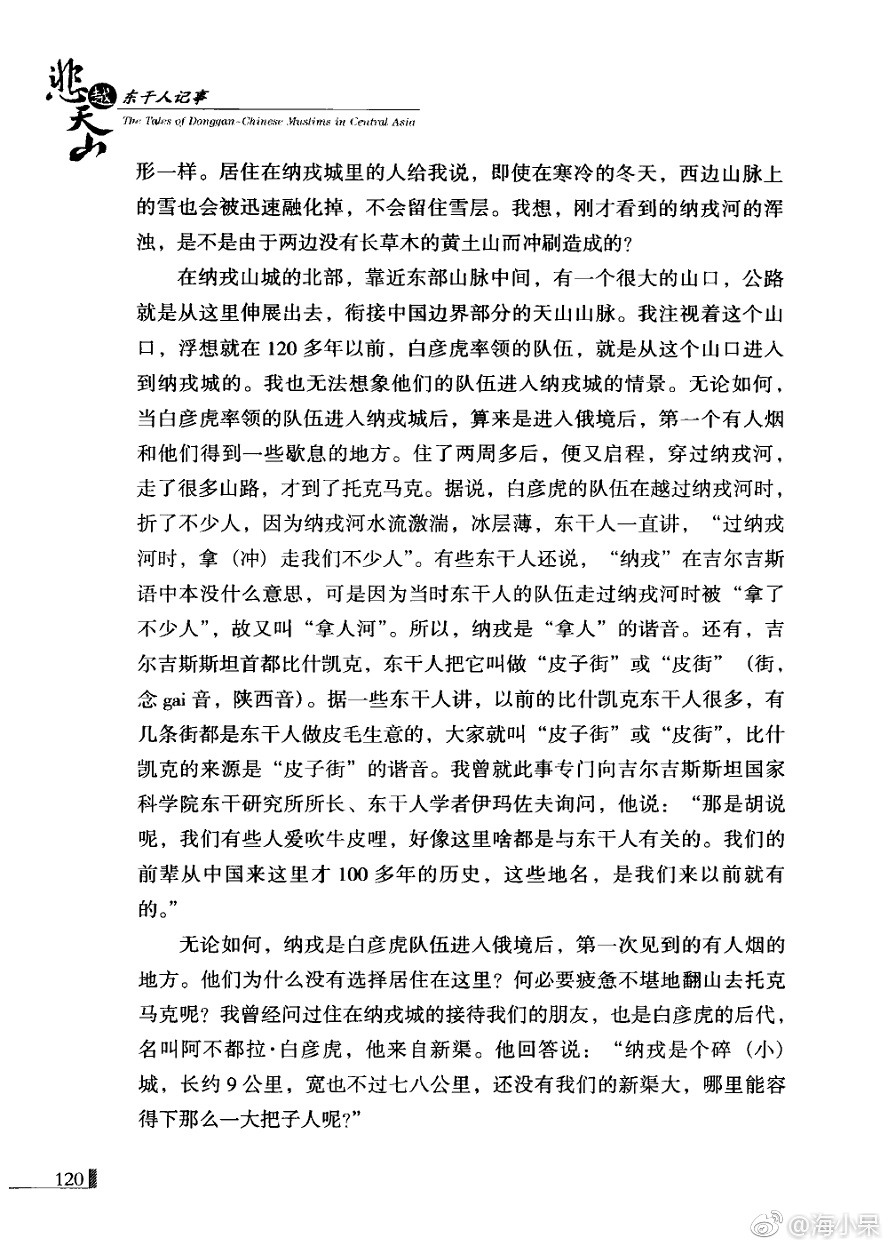 悲越天山
东干人记事
The Tales of Donggan-Chinese Muslims in Central Asia
形一样。居住在纳戎城里的人给我说，即使在寒冷的冬天，西边山脉上
的雪也会被迅速融化掉，不会留住雪层。我想，刚才看到的纳戎河的浑
浊，是不是由于两边没有长草木的黄土山而冲刷造成的？
在纳戎山城的北部，靠近东部山脉中间，有一个很大的山口，公路
就是从这里伸展出去，衔接中国边界部分的天山山脉。我注视着这个山
口，浮想就在 120 多年以前，白彦虎率领的队伍，就是从这个山口进入
到纳戎城的。我也无法想象他们的队伍进入纳戎城的情景。无论如何，
当白彦虎率领的队伍进入纳戎城后，算来是进入俄境后，第一个有人烟
和他们得到一些歇息的地方。住了两周多后，便又启程，穿过纳戎河，
走了很多山路，才到了托克马克。据说，白彦虎的队伍在越过纳戎河时，
折了不少人，因为纳戎河水流激湍，冰层薄，东干人一直讲，“过纳戎
河时，拿（冲）走我们不少人”。有些东干人还说，“纳戎”在吉尔吉斯
语中本没什么意思，可是因为当时东干人的队伍走过纳戎河时被“拿了
不少人”，故又叫“拿人河”。所以，纳戎是“拿人”的谐音。还有，吉
尔吉斯斯坦首都比什凯克，东干人把它叫做“皮子街”或“皮街”（街，
念 gai 音，陕西音）。据一些东干人讲，以前的比什凯克东干人很多，有
几条街都是东干人做皮毛生意的，大家就叫“皮子街”或“皮街”，比什
凯克的来源是“皮子街”的谐音。我曾就此事专门向吉尔吉斯斯坦国家
科学院东干研究所所长、东干人学者伊玛佐夫询问，他说：“那是胡说
呢，我们有些人爱吹牛皮哩，好像这里啥都是与东干人有关的。我们的
前辈从中国来这里才 100 多年的历史，这些地名，是我们来以前就有
的。”
无论如何，纳戎是白彦虎队伍进入俄境后，第一次见到的有人烟的
地方。他们为什么没有选择居住在这里？何必要疲惫不堪地翻山去托克
马克呢？我曾经问过住在纳戎城的接待我们的朋友，也是白彦虎的后代，
名叫阿不都拉·白彦虎，他来自新渠。他回答说：“纳戎是个碎（小）
城，长约 9 公里，宽也不过七八公里，还没有我们的新渠大，哪里能容
得下那么一大把子人呢？”
120
@海小呆